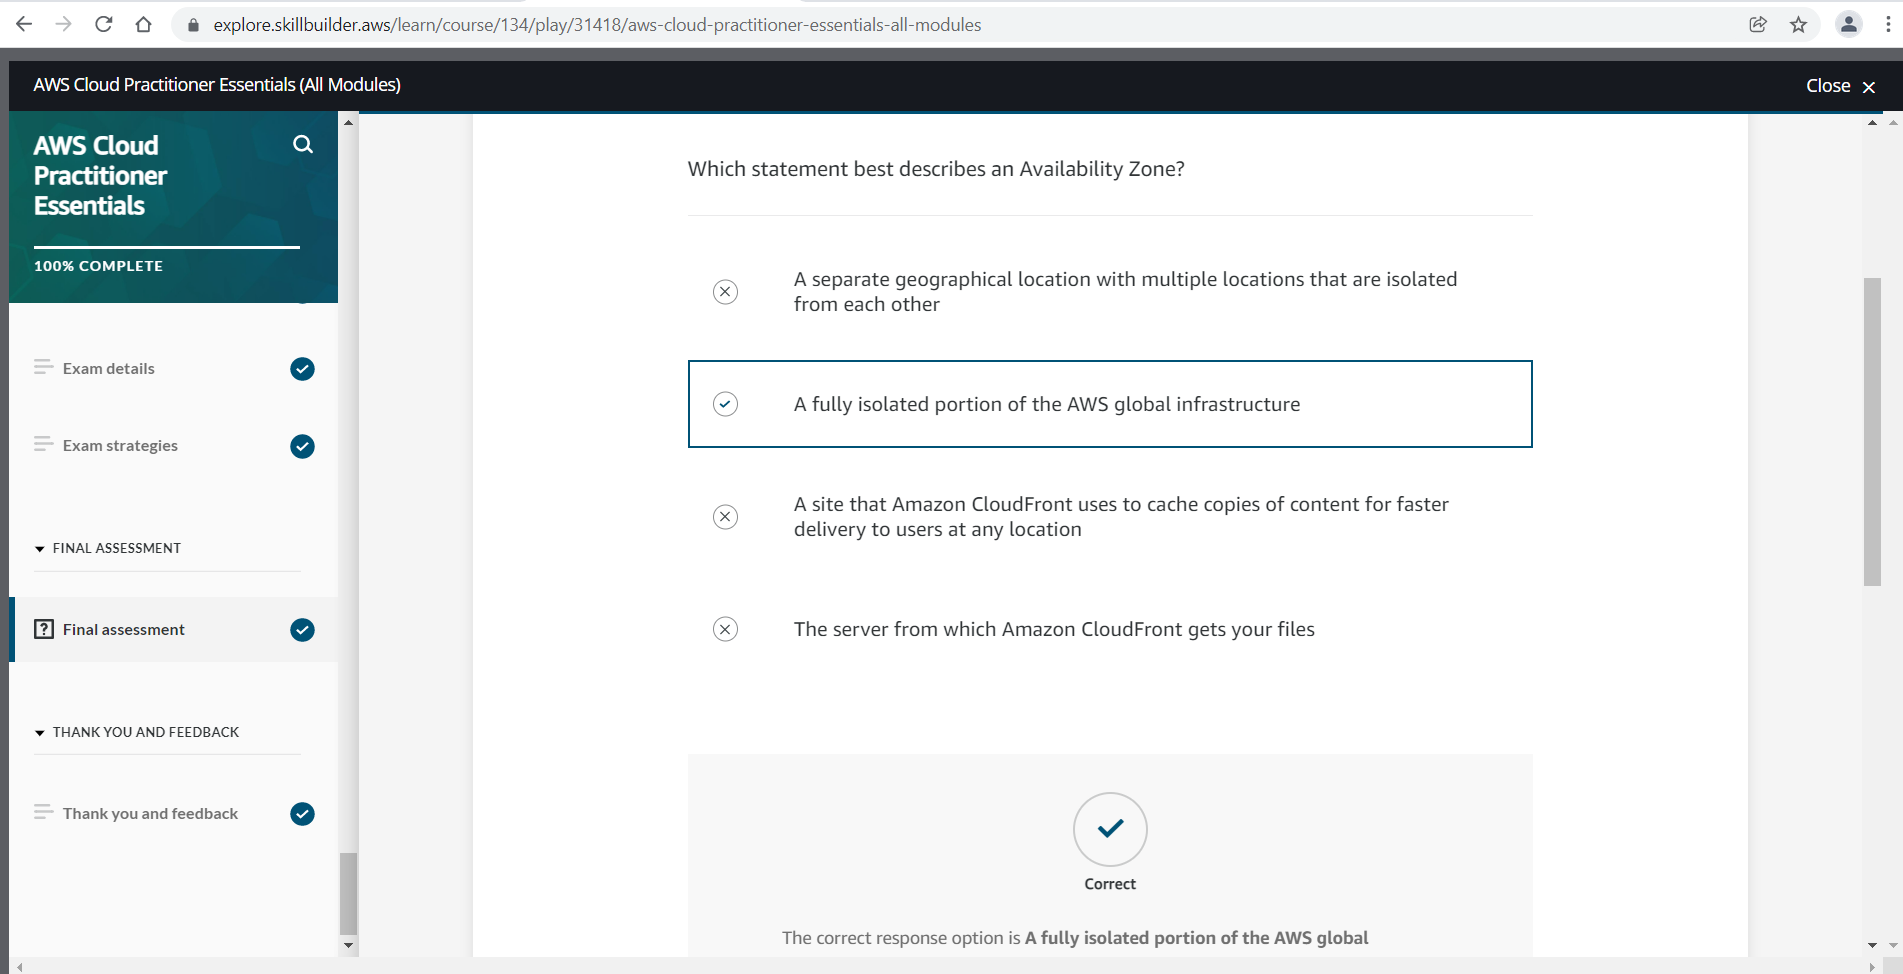 explore.skillbuilder.aws/learn/course/134/play/31418/aws-cloud-practitioner-essentials-all-modules
AWS Cloud Practitioner Essentials (All Modules)
Close
AWS Cloud
Practitioner
Essentials
100% COMPLETE
Exam details
Exam strategies
FINAL ASSESSMENT
Final assessment
THANK YOU AND FEEDBACK
Thank you and feedback
Which statement best describes an Availability Zone?
A separate geographical location with multiple locations that are isolated
from each other
A fully isolated portion of the AWS global infrastructure
A site that Amazon CloudFront uses to cache copies of content for faster
delivery to users at any location
The server from which Amazon CloudFront gets your files
Correct
The correct response option is A fully isolated portion of the AWS global